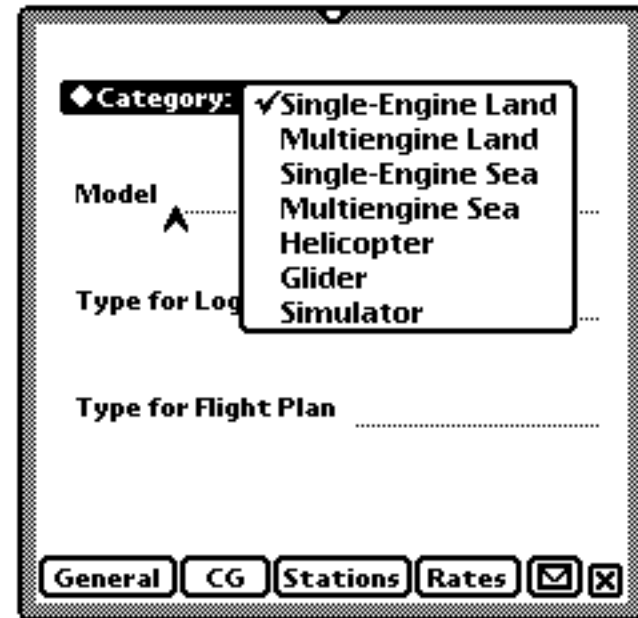 ◆Category: ✓Single-Engine Land
Multiengine Land
Single-Engine Sea
Multiengine Sea
Helicopter
Glider
Simulator
Model
Type for Log
Type for Flight Plan
General CG Stations Rates